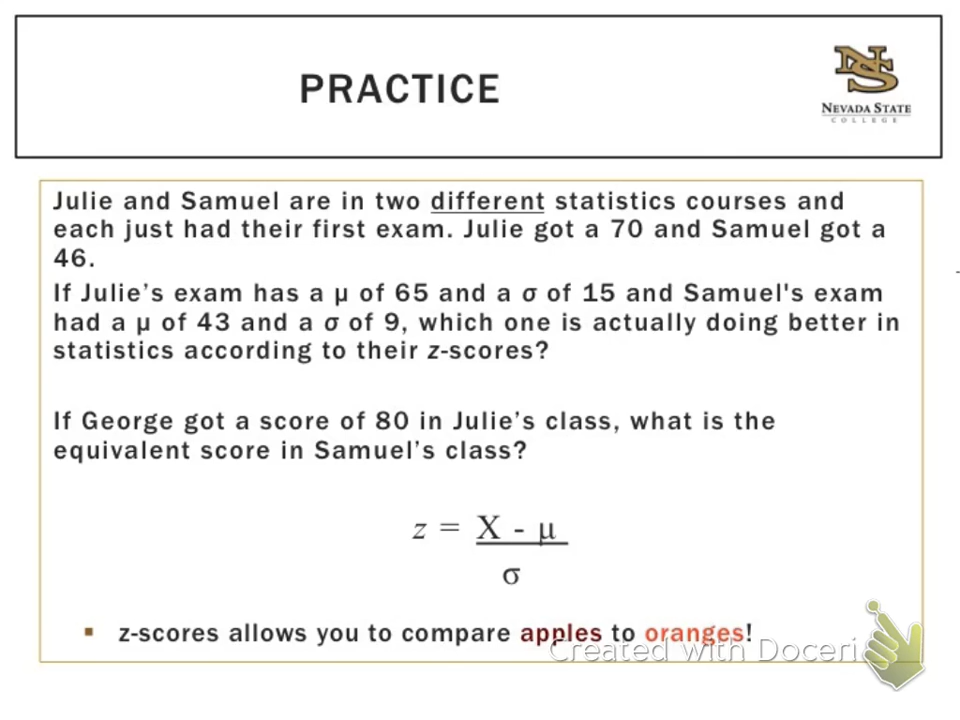 PRACTICE
NEVADA STATE
COLLEGE
Julie and Samuel are in two different statistics courses and
each just had their first exam. Julie got a 70 and Samuel got a
46.
If Julie’s exam has a μ of 65 and a σ of 15 and Samuel's exam
had a μ of 43 and a σ of 9, which one is actually doing better in
statistics according to their z-scores?
If George got a score of 80 in Julie’s class, what is the
equivalent score in Samuel’s class?
z = X - μ
σ
▪ z-scores allows you to compare apples to oranges!
Created with Doceri